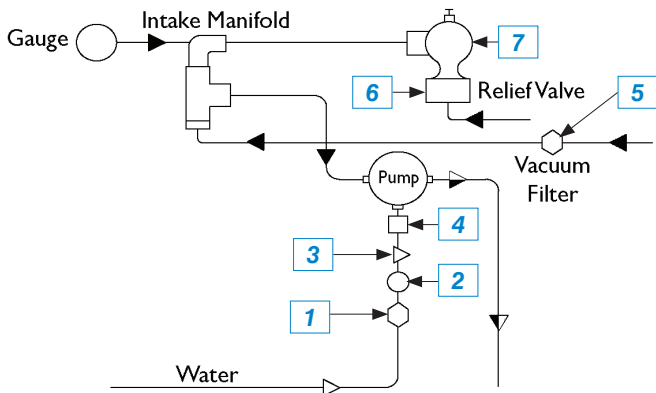 Intake Manifold
Gauge
7
6
Relief Valve
5
Vacuum
Filter
Pump
4
3
2
1
Water